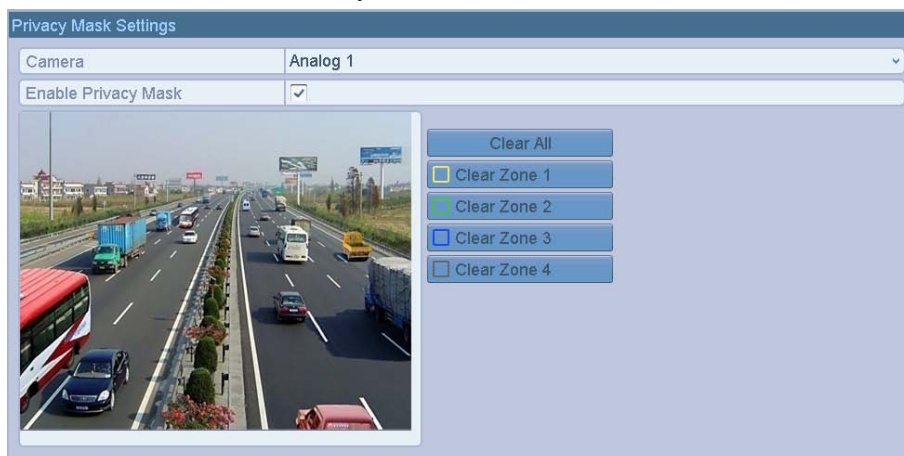 Privacy Mask Settings
Camera
Analog 1
Enable Privacy Mask
Clear All
Clear Zone 1
Clear Zone 2
Clear Zone 3
Clear Zone 4